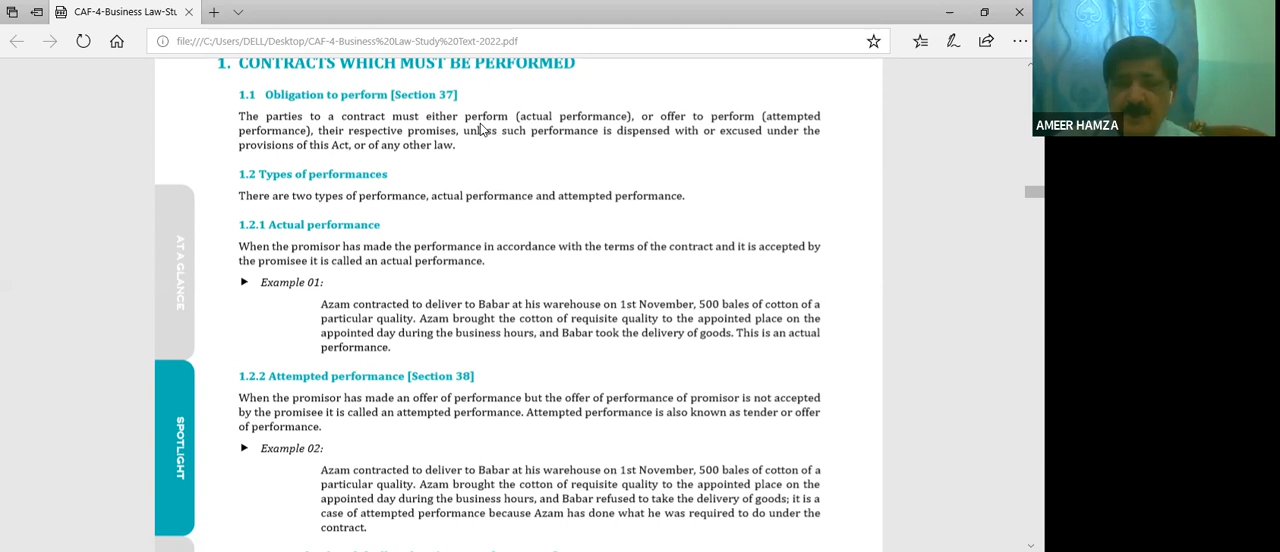 CAF-4-Business Law-Stu
file:///C:/Users/DELL/Desktop/CAF-4-Business%20Law-Study%20Text-2022.pdf
AMEER HAMZA
1. CONTRACTS WHICH MUST BE PERFORMED
1.1 Obligation to perform [Section 37]
The parties to a contract must either perform (actual performance), or offer to perform (attempted
performance), their respective promises, unless such performance is dispensed with or excused under the
provisions of this Act, or of any other law.
1.2 Types of performances
There are two types of performance, actual performance and attempted performance.
1.2.1 Actual performance
When the promisor has made the performance in accordance with the terms of the contract and it is accepted by
the promisee it is called an actual performance.
Example 01:
Azam contracted to deliver to Babar at his warehouse on 1st November, 500 bales of cotton of a
particular quality. Azam brought the cotton of requisite quality to the appointed place on the
appointed day during the business hours, and Babar took the delivery of goods. This is an actual
performance.
1.2.2 Attempted performance [Section 38]
When the promisor has made an offer of performance but the offer of performance of promisor is not accepted
by the promisee it is called an attempted performance. Attempted performance is also known as tender or offer
of performance.
Example 02:
Azam contracted to deliver to Babar at his warehouse on 1st November, 500 bales of cotton of a
particular quality. Azam brought the cotton of requisite quality to the appointed place on the
appointed day during the business hours, and Babar refused to take the delivery of goods; it is a
case of attempted performance because Azam has done what he was required to do under the
contract.
AT A GLANCE
SPOTLIGHT